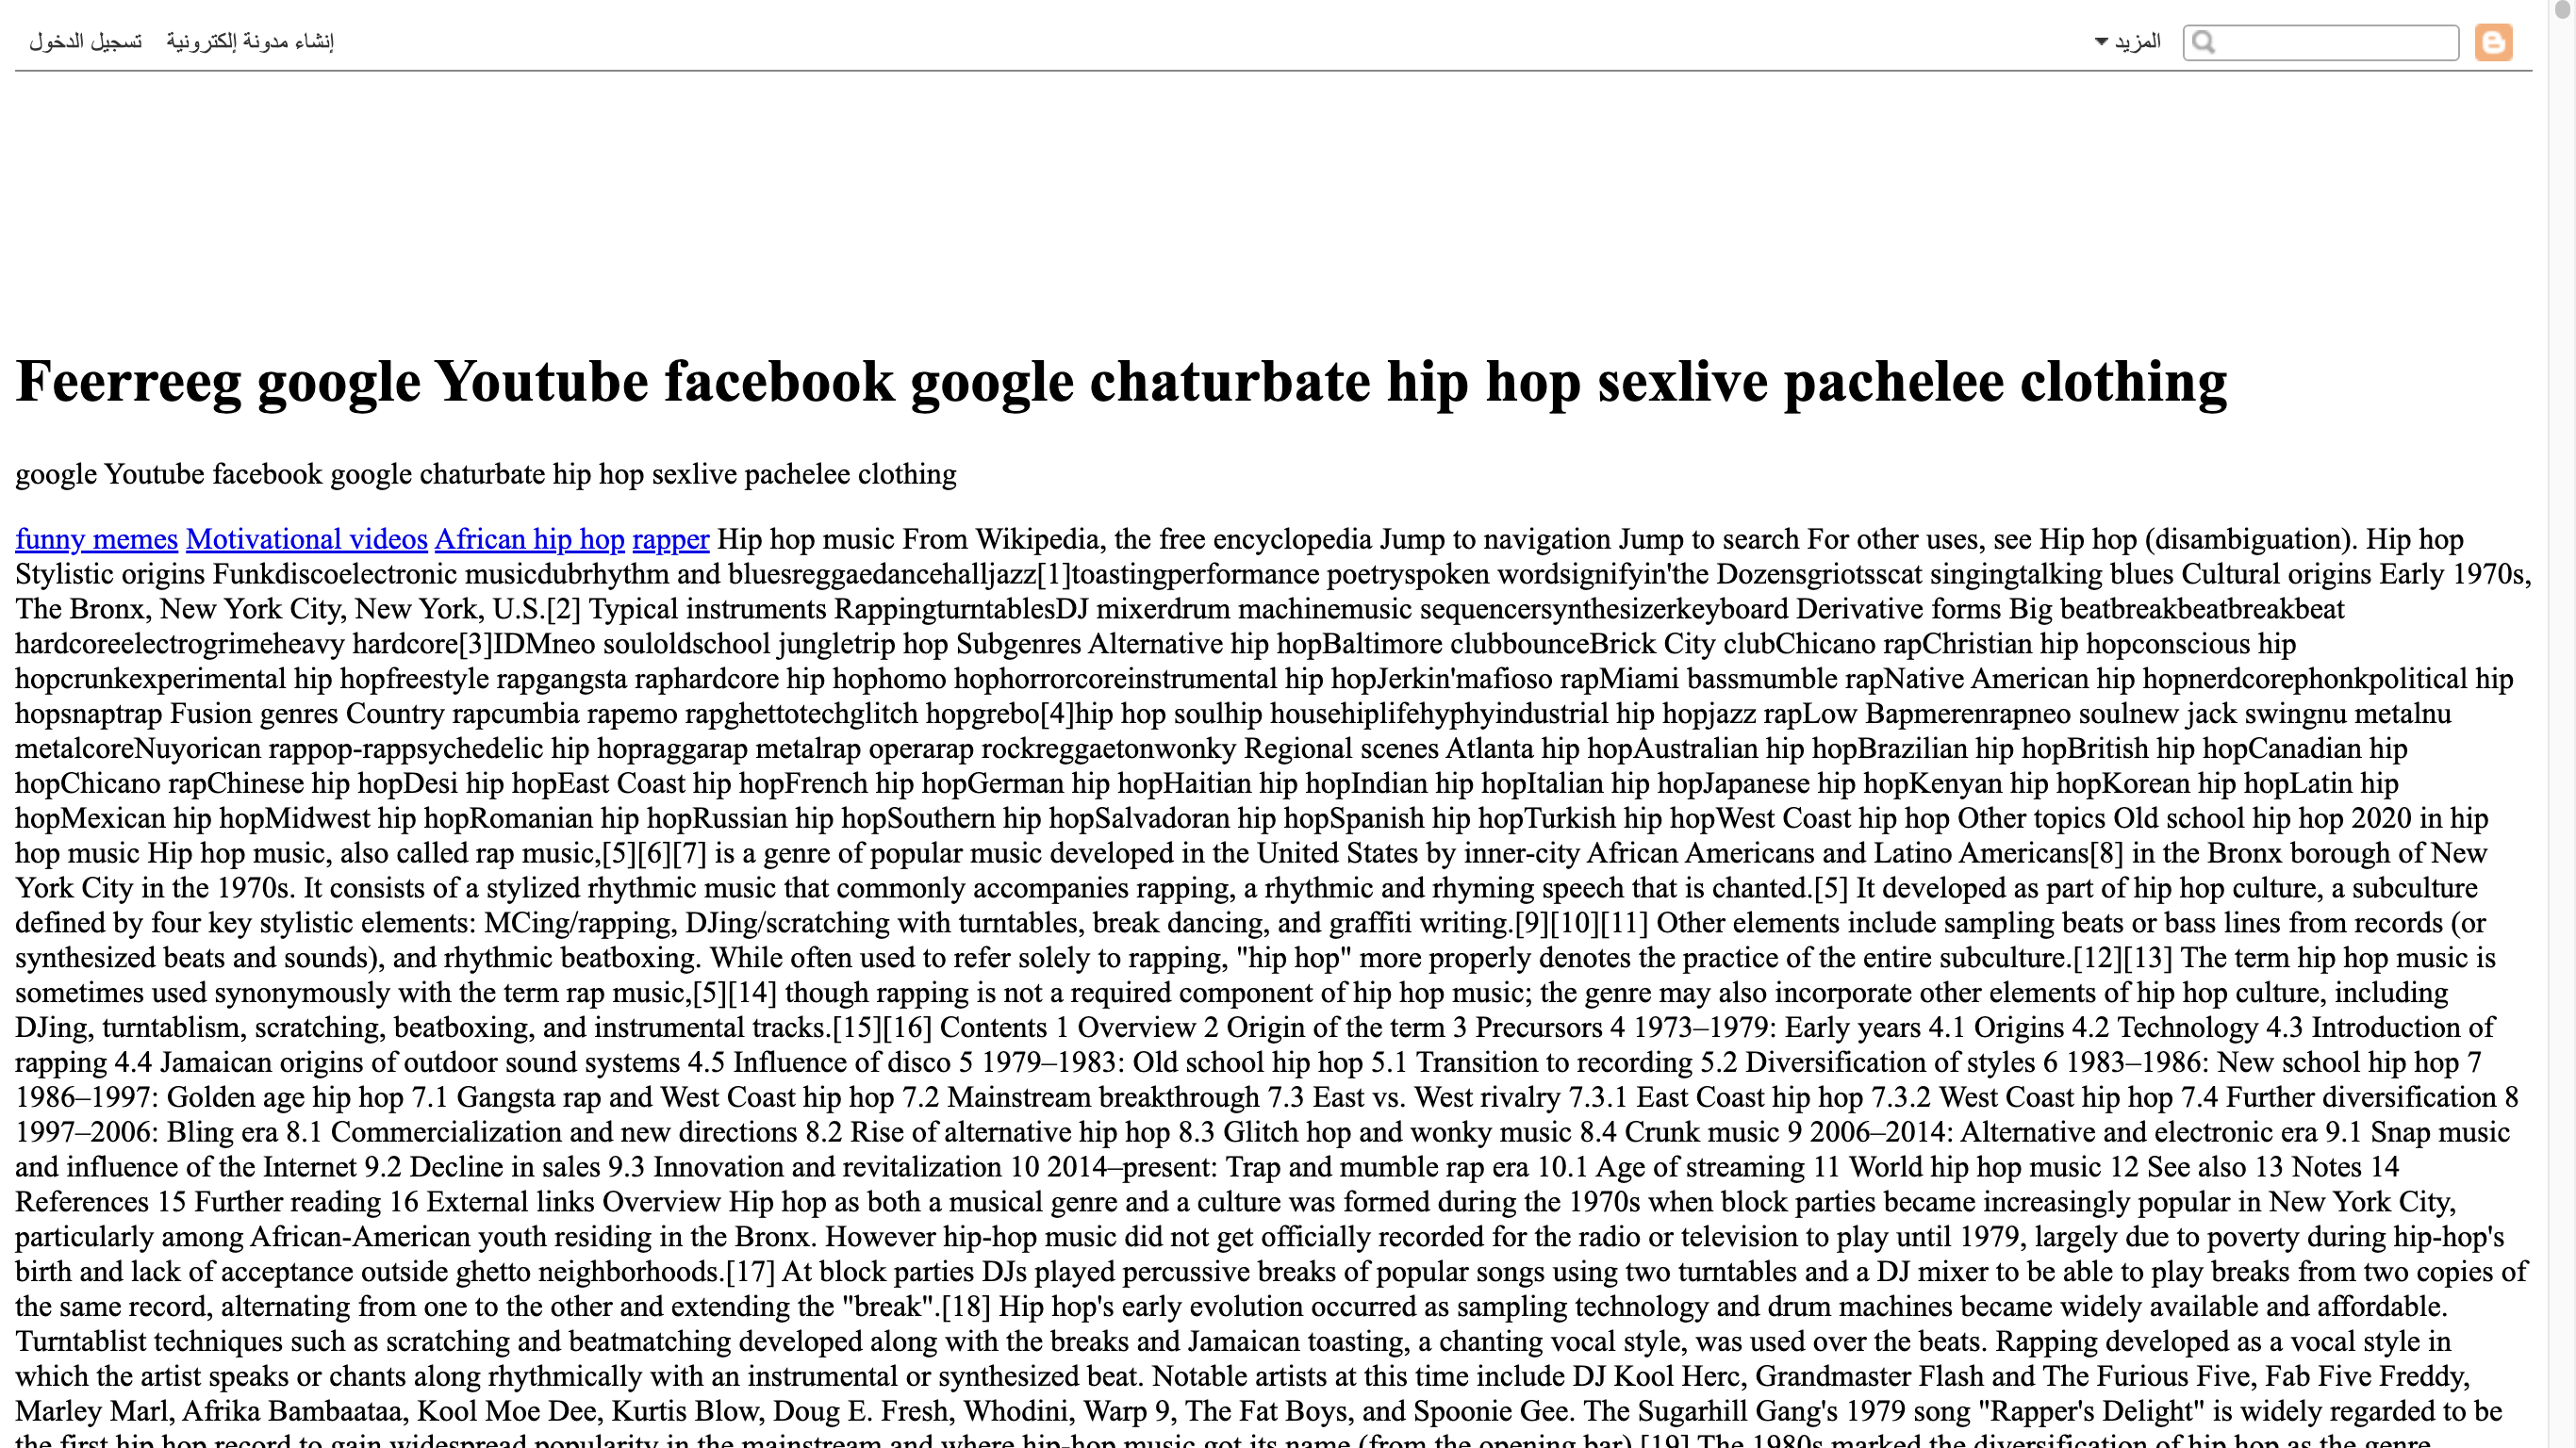 إنشاء مدونة إلكترونية تسجيل الدخول
المزيد
Feerreeg google Youtube facebook google chaturbate hip hop sexlive pachelee clothing
google Youtube facebook google chaturbate hip hop sexlive pachelee clothing
funny memes Motivational videos African hip hop rapper Hip hop music From Wikipedia, the free encyclopedia Jump to navigation Jump to search For other uses, see Hip hop (disambiguation). Hip hop
Stylistic origins Funkdiscoelectronic musicdubrhythm and bluesreggaedancehalljazz[1]toastingperformance poetryspoken wordsignifyin'the Dozensgriotsscat singingtalking blues Cultural origins Early 1970s,
The Bronx, New York City, New York, U.S.[2] Typical instruments RappingturntablesDJ mixerdrum machinemusic sequencersynthesizerkeyboard Derivative forms Big beatbreakbeatbreakbeat
hardcoreelectrogrimeheavy hardcore[3]IDMneo souloldschool jungletrip hop Subgenres Alternative hip hopBaltimore clubbounceBrick City clubChicano rapChristian hip hopconscious hip
hopcrunkexperimental hip hopfreestyle rapgangsta raphardcore hip hophomo hophorrorcoreinstrumental hip hopJerkin'mafioso rapMiami bassmumble rapNative American hip hopnerdcorephonkpolitical hip
hopsnaptrap Fusion genres Country rapcumbia rapemo rapghettotechglitch hopgrebo[4]hip hop soulhip househiplifehyphyindustrial hip hopjazz rapLow Bapmerenrapneo soulnew jack swingnu metalnu
metalcoreNuyorican rappop-rappsychedelic hip hopraggarap metalrap operarap rockreggaetonwonky Regional scenes Atlanta hip hopAustralian hip hopBrazilian hip hopBritish hip hopCanadian hip
hopChicano rapChinese hip hopDesi hip hopEast Coast hip hopFrench hip hopGerman hip hopHaitian hip hopIndian hip hopItalian hip hopJapanese hip hopKenyan hip hopKorean hip hopLatin hip
hopMexican hip hopMidwest hip hopRomanian hip hopRussian hip hopSouthern hip hopSalvadoran hip hopSpanish hip hopTurkish hip hopWest Coast hip hop Other topics Old school hip hop 2020 in hip
hop music Hip hop music, also called rap music,[5][6][7] is a genre of popular music developed in the United States by inner-city African Americans and Latino Americans[8] in the Bronx borough of New
York City in the 1970s. It consists of a stylized rhythmic music that commonly accompanies rapping, a rhythmic and rhyming speech that is chanted.[5] It developed as part of hip hop culture, a subculture
defined by four key stylistic elements: MCing/rapping, DJing/scratching with turntables, break dancing, and graffiti writing.[9][10][11] Other elements include sampling beats or bass lines from records (or
synthesized beats and sounds), and rhythmic beatboxing. While often used to refer solely to rapping, "hip hop" more properly denotes the practice of the entire subculture.[12][13] The term hip hop music is
sometimes used synonymously with the term rap music,[5][14] though rapping is not a required component of hip hop music; the genre may also incorporate other elements of hip hop culture, including
DJing, turntablism, scratching, beatboxing, and instrumental tracks.[15][16] Contents 1 Overview 2 Origin of the term 3 Precursors 4 1973–1979: Early years 4.1 Origins 4.2 Technology 4.3 Introduction of
rapping 4.4 Jamaican origins of outdoor sound systems 4.5 Influence of disco 5 1979–1983: Old school hip hop 5.1 Transition to recording 5.2 Diversification of styles 6 1983–1986: New school hip hop 7
1986–1997: Golden age hip hop 7.1 Gangsta rap and West Coast hip hop 7.2 Mainstream breakthrough 7.3 East vs. West rivalry 7.3.1 East Coast hip hop 7.3.2 West Coast hip hop 7.4 Further diversification 8
1997–2006: Bling era 8.1 Commercialization and new directions 8.2 Rise of alternative hip hop 8.3 Glitch hop and wonky music 8.4 Crunk music 9 2006–2014: Alternative and electronic era 9.1 Snap music
and influence of the Internet 9.2 Decline in sales 9.3 Innovation and revitalization 10 2014–present: Trap and mumble rap era 10.1 Age of streaming 11 World hip hop music 12 See also 13 Notes 14
References 15 Further reading 16 External links Overview Hip hop as both a musical genre and a culture was formed during the 1970s when block parties became increasingly popular in New York City,
particularly among African-American youth residing in the Bronx. However hip-hop music did not get officially recorded for the radio or television to play until 1979, largely due to poverty during hip-hop's
birth and lack of acceptance outside ghetto neighborhoods.[17] At block parties DJs played percussive breaks of popular songs using two turntables and a DJ mixer to be able to play breaks from two copies of
the same record, alternating from one to the other and extending the "break".[18] Hip hop's early evolution occurred as sampling technology and drum machines became widely available and affordable.
Turntablist techniques such as scratching and beatmatching developed along with the breaks and Jamaican toasting, a chanting vocal style, was used over the beats. Rapping developed as a vocal style in
which the artist speaks or chants along rhythmically with an instrumental or synthesized beat. Notable artists at this time include DJ Kool Herc, Grandmaster Flash and The Furious Five, Fab Five Freddy,
Marley Marl, Afrika Bambaataa, Kool Moe Dee, Kurtis Blow, Doug E. Fresh, Whodini, Warp 9, The Fat Boys, and Spoonie Gee. The Sugarhill Gang's 1979 song "Rapper's Delight" is widely regarded to be
the first hip hop record to gain widespread popularity in the mainstream and where hip-hop music got its name (from the opening bar).[19] The 1980s marked the diversification of hip hop as the genre